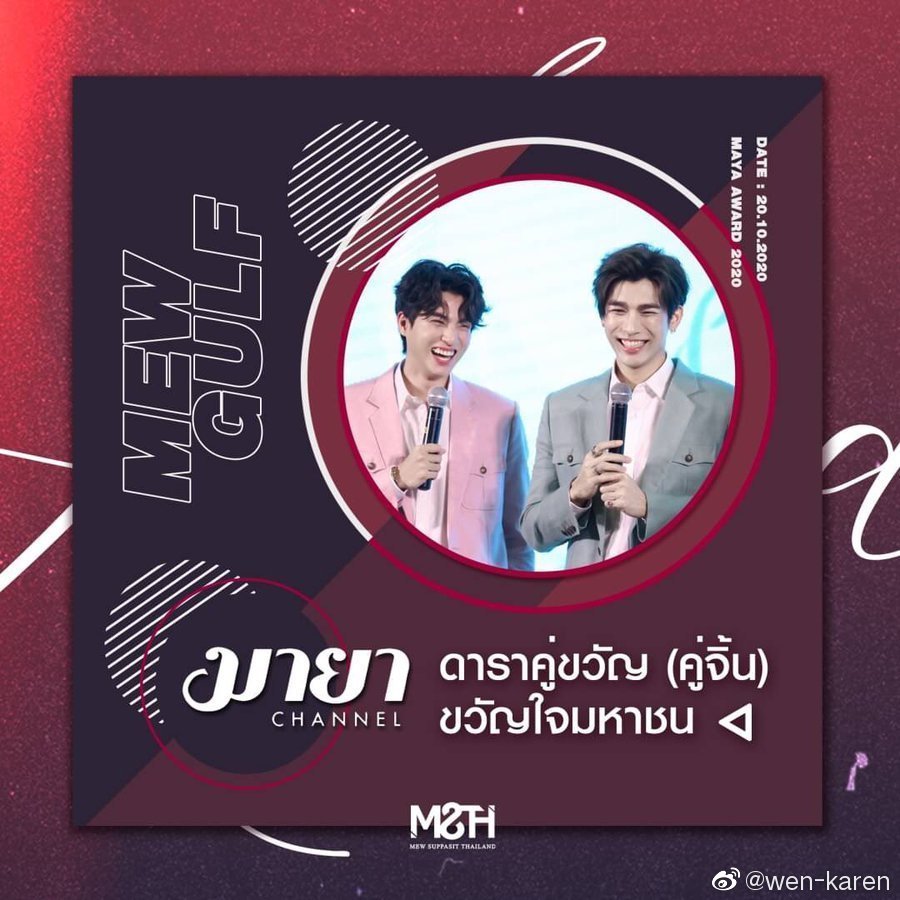 MEW
GULF
DATE : 20.10.2020
MAYA AWARD 2020
มายา
CHANNEL
ดาราคู่ขวัญ (คู่จิ้น)
ขวัญใจมหาชน
MSTH
MEW SUPPASIT THAILAND
@wen-karen